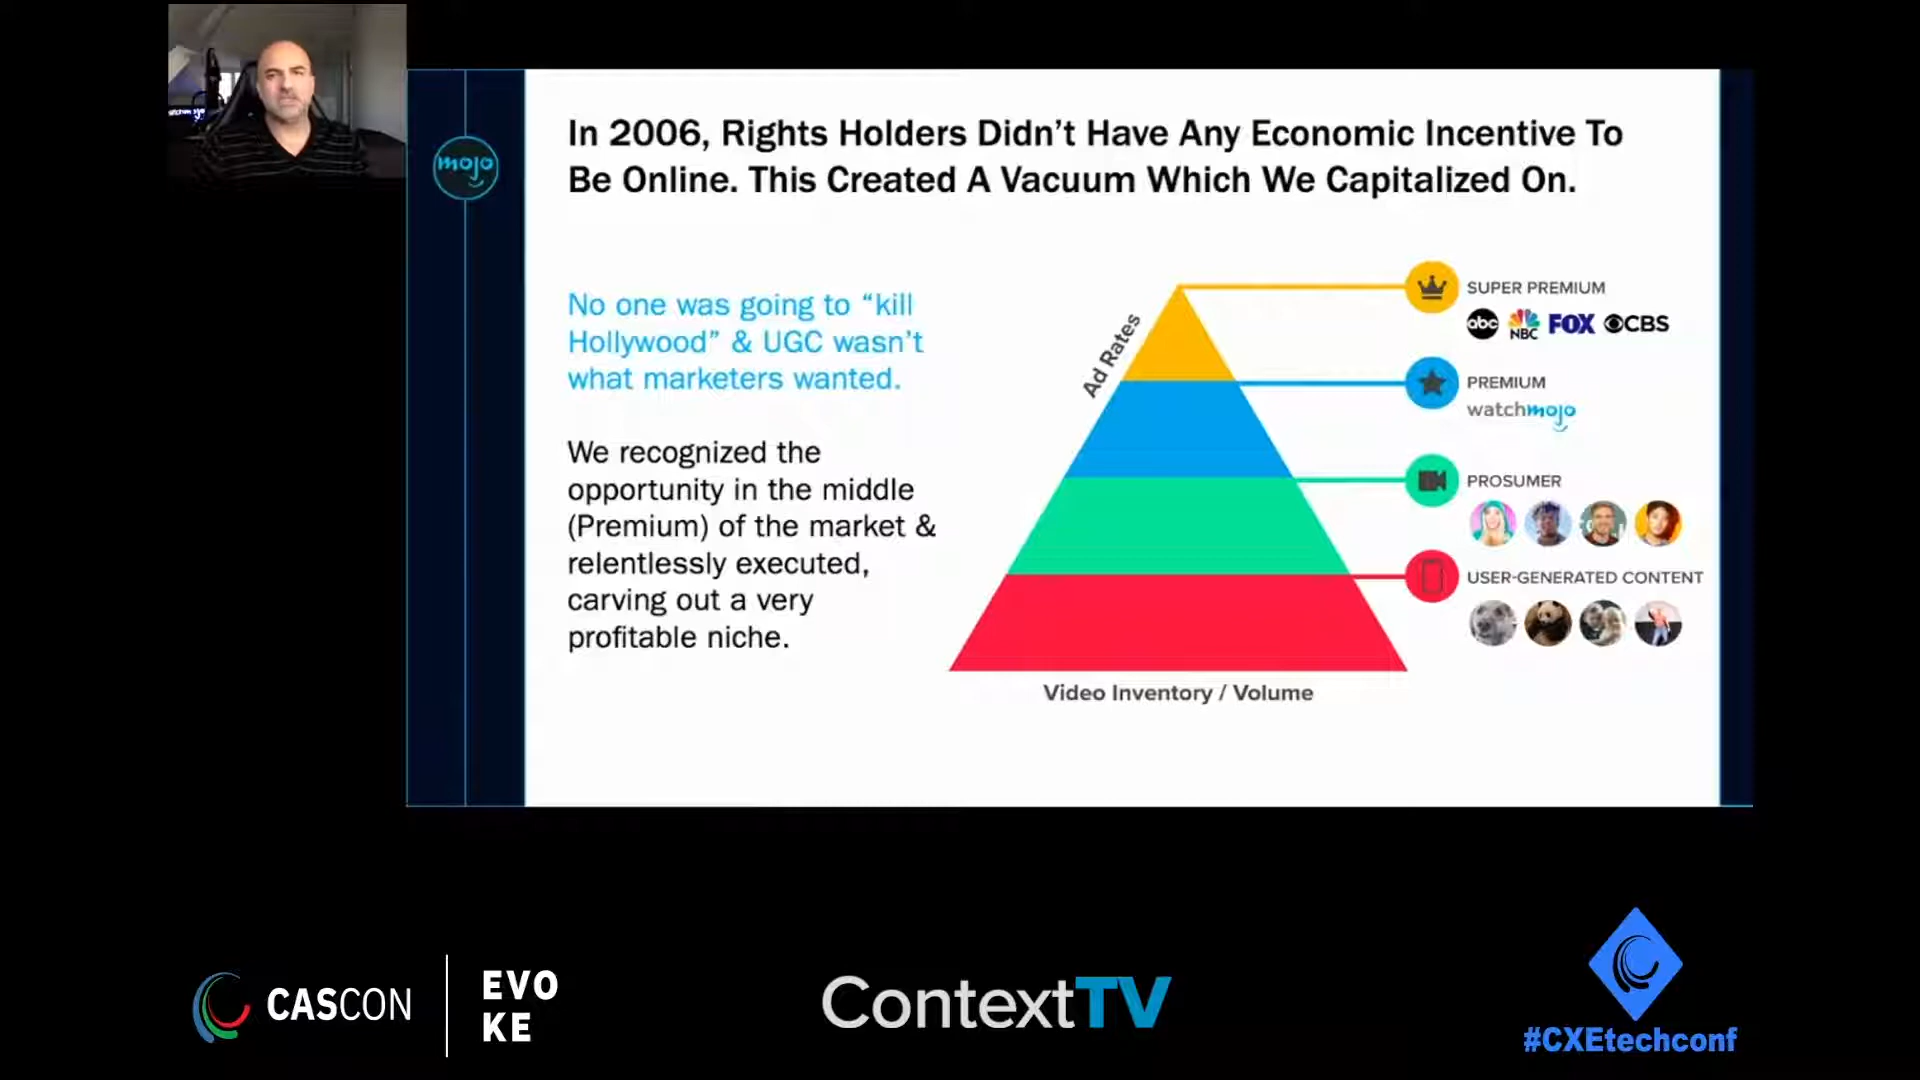 mojo
In 2006, Rights Holders Didn't Have Any Economic Incentive To
Be Online. This Created A Vacuum Which We Capitalized On.
No one was going to “kill
Hollywood” & UGC wasn't
what marketers wanted.
We recognized the
opportunity in the middle
(Premium) of the market &
relentlessly executed,
carving out a very
profitable niche.
Ad Rates
Video Inventory / Volume
SUPER PREMIUM
abc NBC FOX CBS
PREMIUM
watchmojo
PROSUMER
USER-GENERATED CONTENT
CASCON
EVO
KE
ContextTV
#CXEtechconf